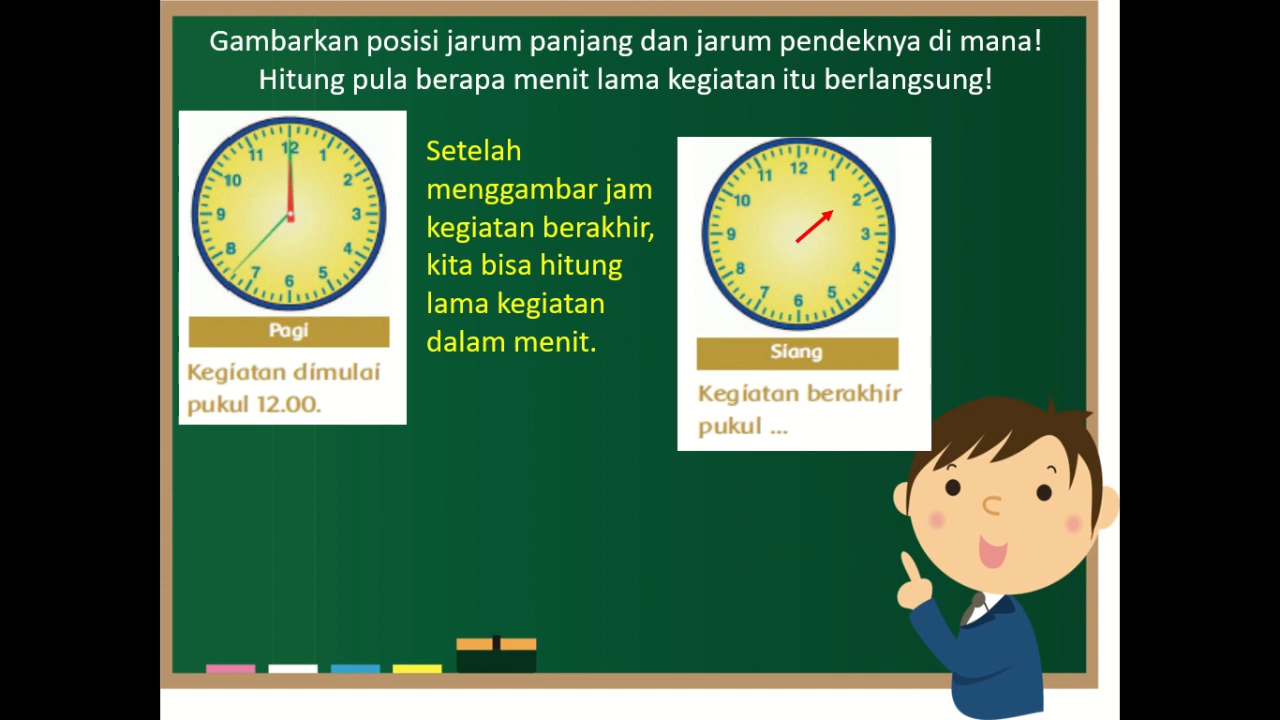 Gambarkan posisi jarum panjang dan jarum pendeknya di mana!
Hitung pula berapa menit lama kegiatan itu berlangsung!
12
11 1
10 2
9 3
8 4
7 5
6
Pagi
Kegiatan dimulai
pukul 12.00.
Setelah
menggambar jam
kegiatan berakhir,
kita bisa hitung
lama kegiatan
dalam menit.
12
11 1
10 2
9 3
8 4
7 5
6
Siang
Kegiatan berakhir
pukul ...